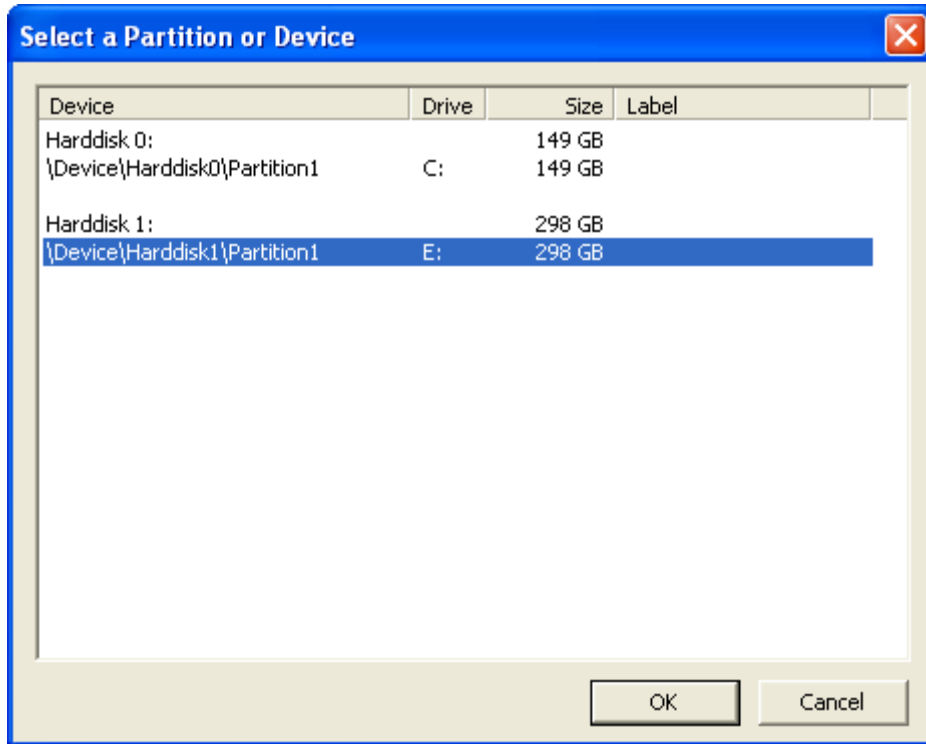 Select a Partition or Device
Device Drive Size Label
Harddisk 0: 149 GB
\Device\Harddisk0\Partition1 C: 149 GB
Harddisk 1: 298 GB
\Device\Harddisk1\Partition1 E: 298 GB
OK Cancel